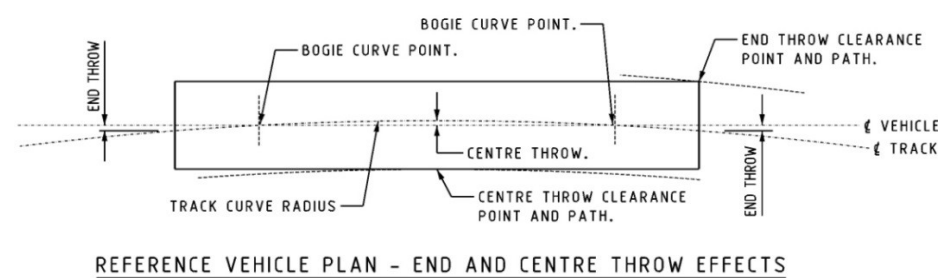 BOGIE CURVE POINT.
BOGIE CURVE POINT.
END THROW CLEARANCE
POINT AND PATH.
END THROW
℄ VEHICLE
℄ TRACK
CENTRE THROW.
END THROW
TRACK CURVE RADIUS
CENTRE THROW CLEARANCE
POINT AND PATH.
REFERENCE VEHICLE PLAN - END AND CENTRE THROW EFFECTS